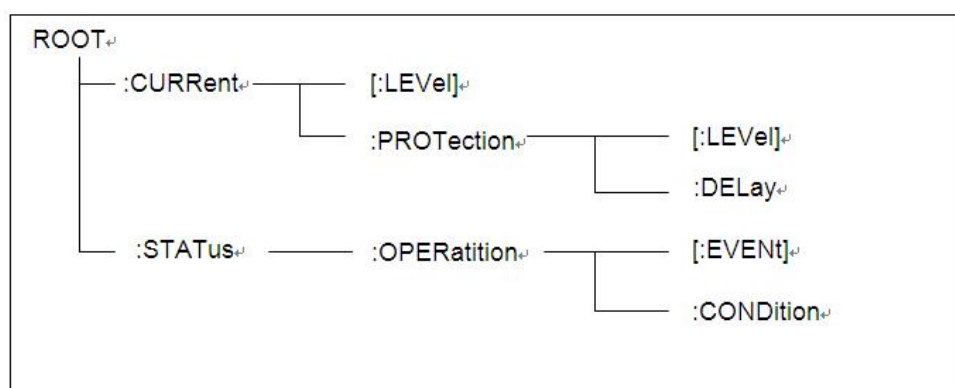 ROOT
:CURRent [:LEVel]
:PROTection [:LEVel]
:DELay
:STATus :OPERatition [:EVENt]
:CONDition